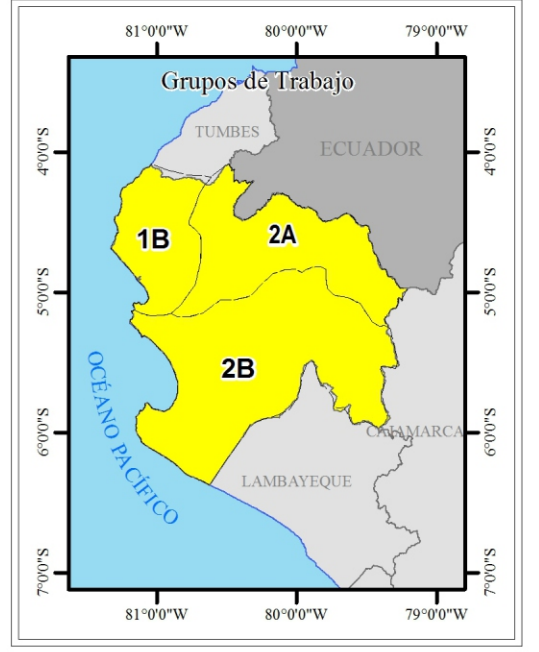 81°0'0"W 80°0'0"W 79°0'0"W
Grupos de Trabajo
TUMBES
ECUADOR
4°0'0"S 4°0'0"S
1B
2A
5°0'0"S 5°0'0"S
2B
OCÉANO PACÍFICO
CAJAMARCA
6°0'0"S 6°0'0"S
LAMBAYEQUE
7°0'0"S 7°0'0"S
81°0'0"W 80°0'0"W 79°0'0"W